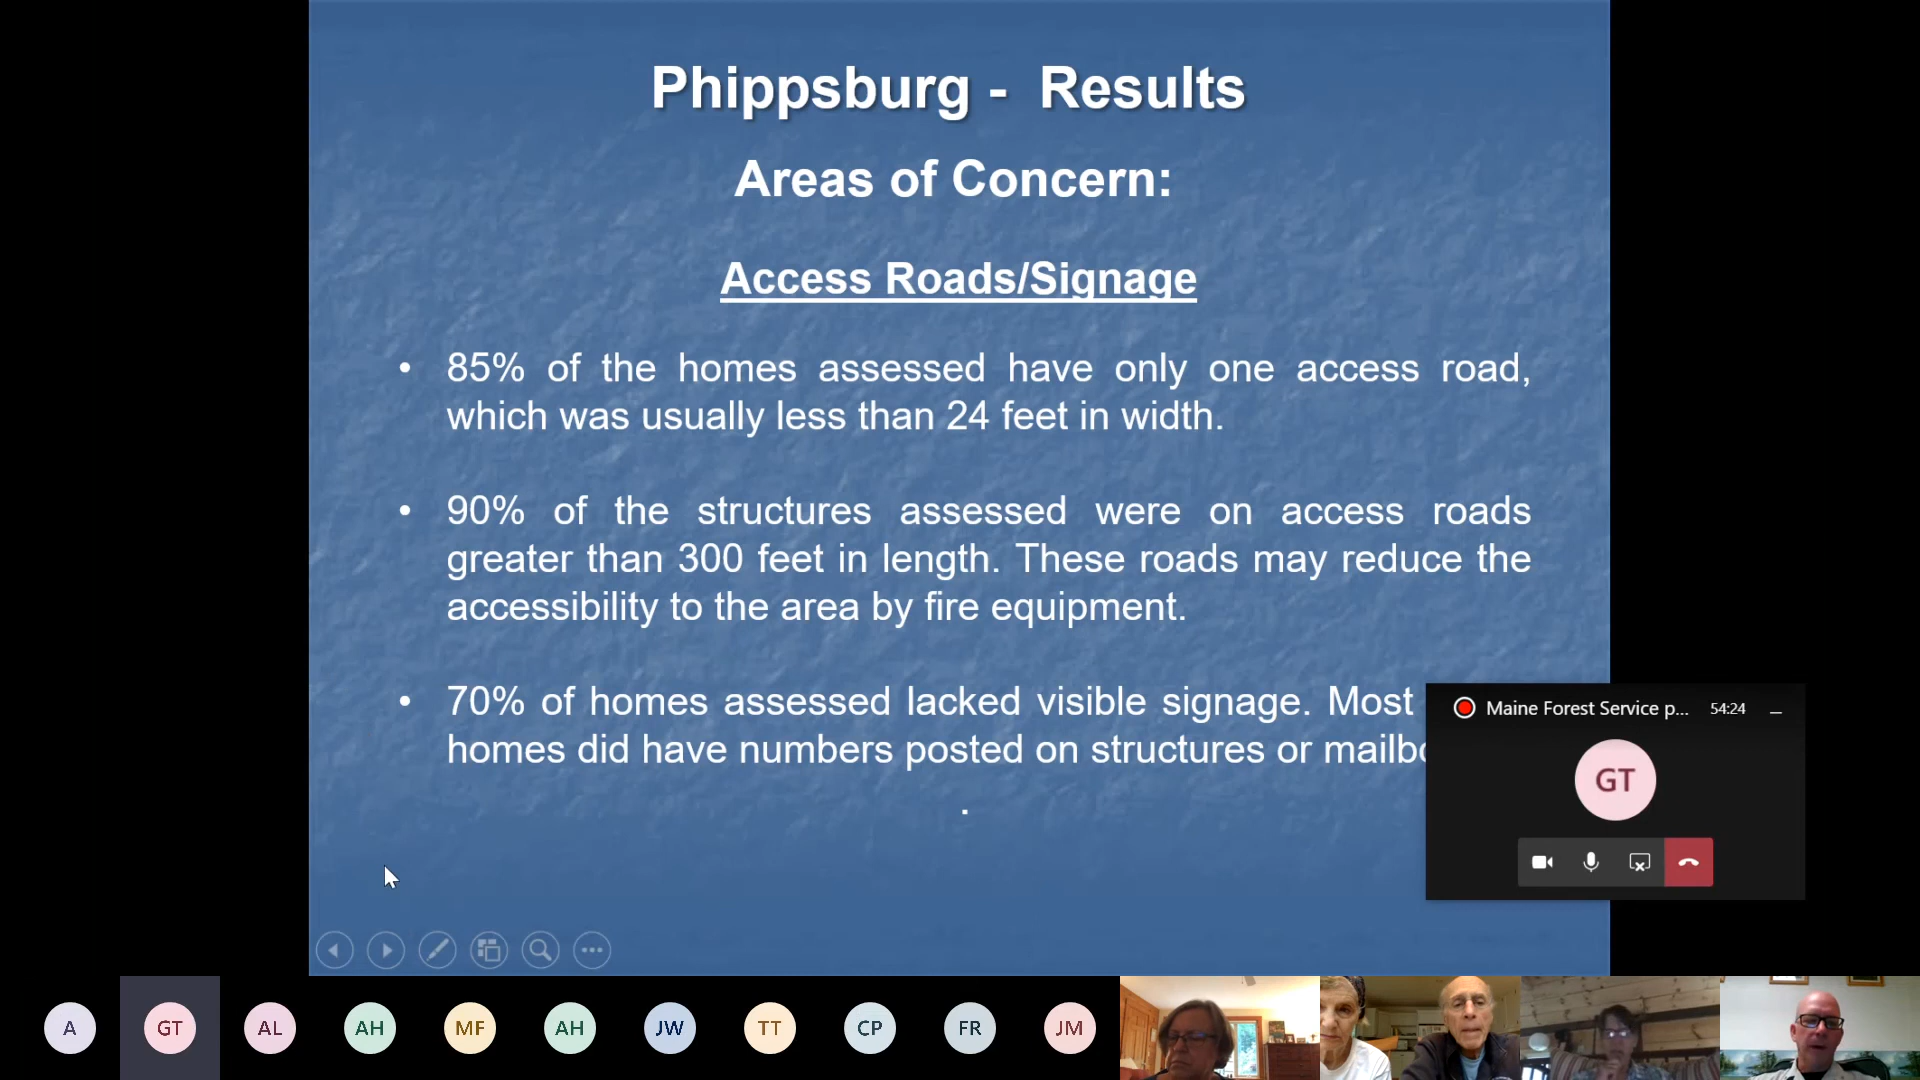 Phippsburg - Results
Areas of Concern:
Access Roads/Signage
• 85% of the homes assessed have only one access road,
which was usually less than 24 feet in width.
• 90% of the structures assessed were on access roads
greater than 300 feet in length. These roads may reduce the
accessibility to the area by fire equipment.
• 70% of homes assessed lacked visible signage. Most
homes did have numbers posted on structures or
.
Maine Forest Service p... 54:24
GT
A GT AL AH MF AH JW TT CP FR JM